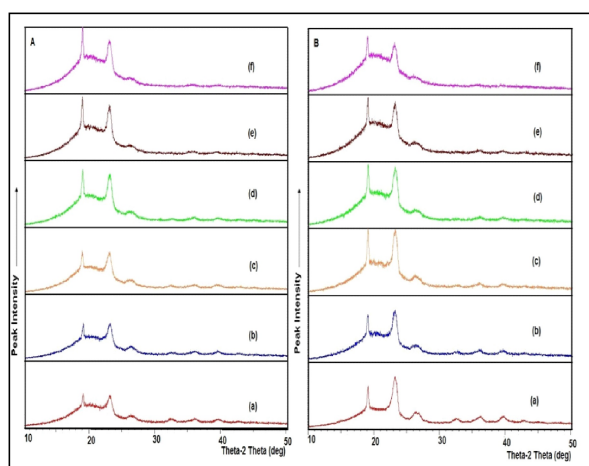 A
(f)
(e)
(d)
(c)
(b)
(a)
Peak Intensity
10 20 30 40 50
Theta-2 Theta (deg)
B
(f)
(e)
(d)
(c)
(b)
(a)
Peak Intensity
10 20 30 40 50
Theta-2 Theta (deg)